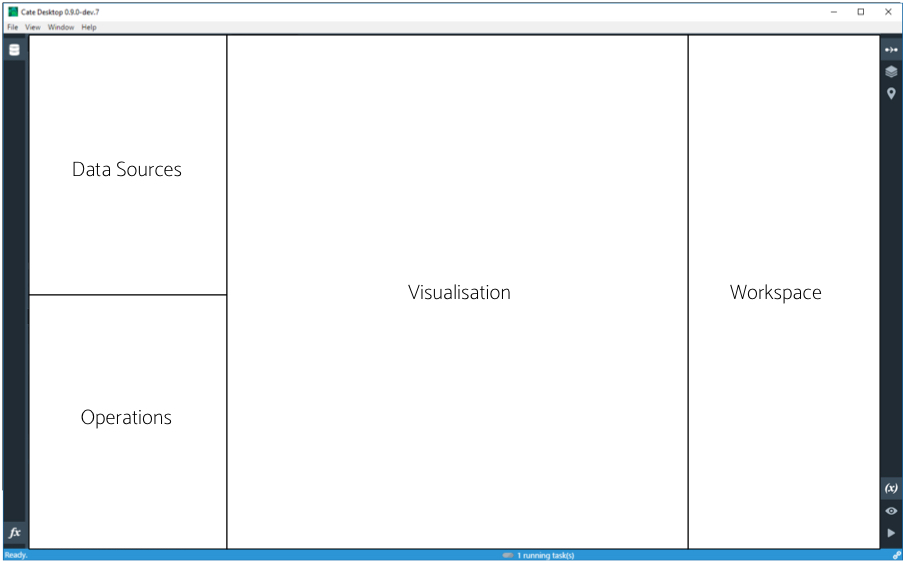 Cate Desktop 0.9.0-dev.7
File View Window Help
Data Sources
Visualisation
Workspace
Operations
(x)
fx
Ready.
1 running task(s)